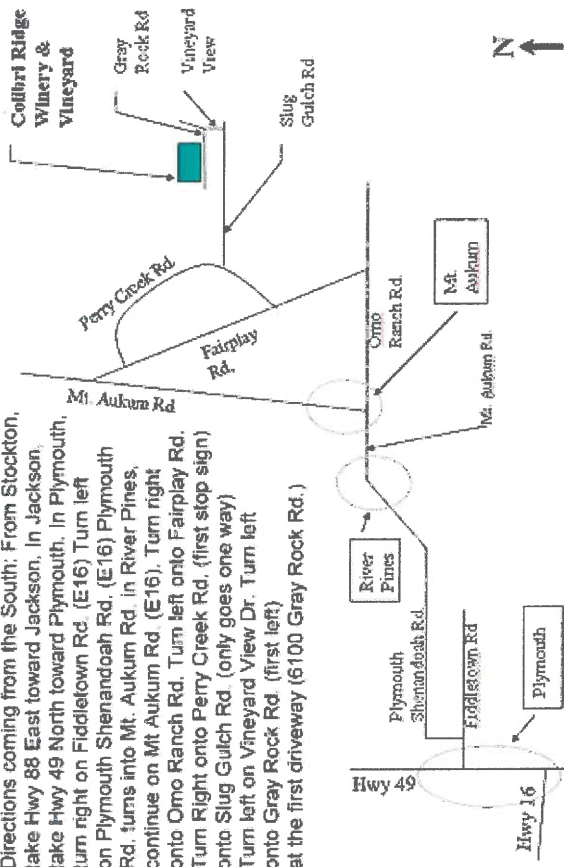 Directions coming from the South: From Stockton,
take Hwy 88 East toward Jackson. In Jackson,
take Hwy 49 North toward Plymouth. In Plymouth,
turn right on Fiddletown Rd. (E16) Turn left
on Plymouth Shenandoah Rd. (E16) Plymouth
Rd. turns into Mt. Aukum Rd. in River Pines,
continue on Mt Aukum Rd. (E16). Turn right
onto Omo Ranch Rd. Turn left onto Fairplay Rd.
Turn Right onto Perry Creek Rd. (first stop sign)
onto Slug Gulch Rd. (only goes one way)
Turn left on Vineyard View Dr. Turn left
onto Gray Rock Rd. (first left)
at the first driveway (6100 Gray Rock Rd.)
Colibri Ridge
Winery &
Vineyard
Gray
Rock Rd
Vineyard
View
Slug
Gulch Rd
Perry Creek Rd.
Fairplay
Rd.
Mt. Aukum Rd
Omo
Ranch Rd.
Mt.
Aukum
Mt. Aukum Rd.
River
Pines
Plymouth
Shenandoah Rd.
Fiddletown Rd
Plymouth
Hwy 49
Hwy 16
N